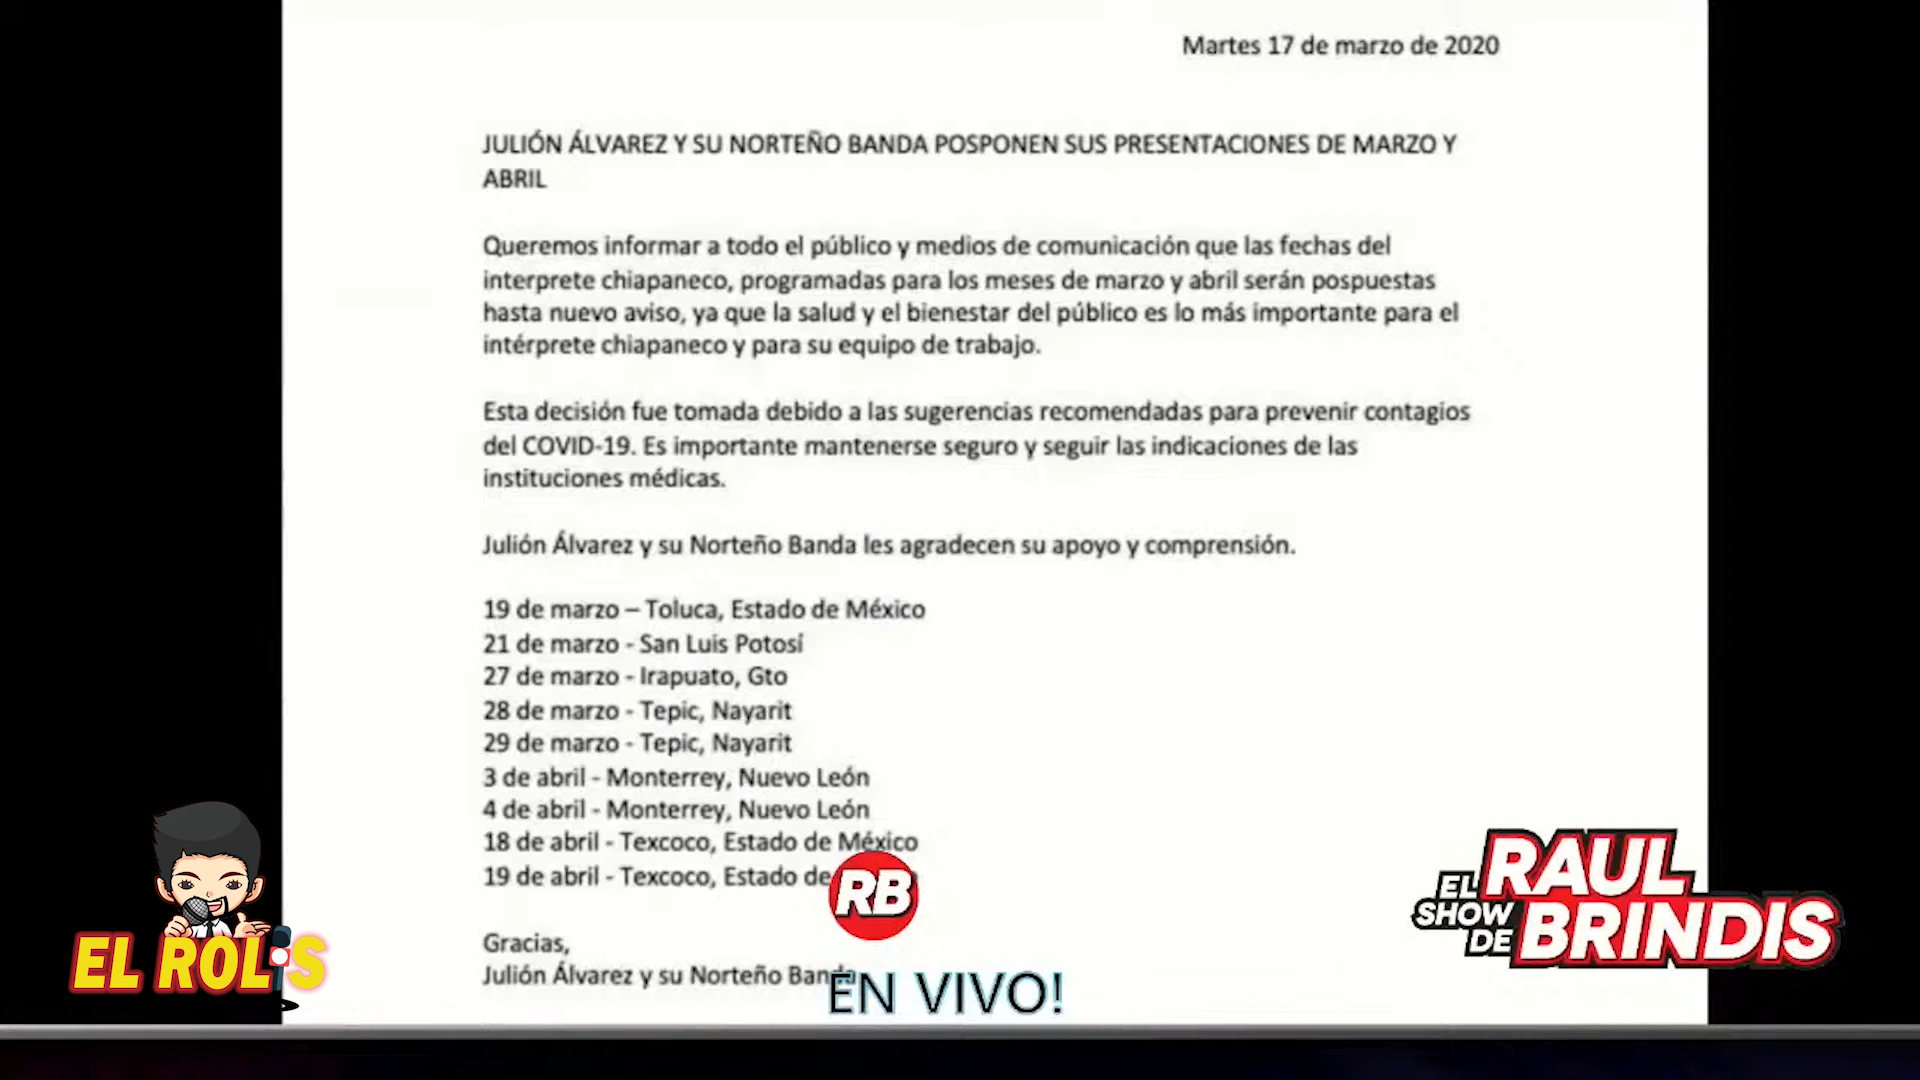 Martes 17 de marzo de 2020
JULIÓN ÁLVAREZ Y SU NORTEÑO BANDA POSPONEN SUS PRESENTACIONES DE MARZO Y
ABRIL
Queremos informar a todo el público y medios de comunicación que las fechas del
interprete chiapaneco, programadas para los meses de marzo y abril serán pospuestas
hasta nuevo aviso, ya que la salud y el bienestar del público es lo más importante para el
intérprete chiapaneco y para su equipo de trabajo.
Esta decisión fue tomada debido a las sugerencias recomendadas para prevenir contagios
del COVID-19. Es importante mantenerse seguro y seguir las indicaciones de las
instituciones médicas.
Julión Álvarez y su Norteño Banda les agradecen su apoyo y comprensión.
19 de marzo – Toluca, Estado de México
21 de marzo - San Luis Potosí
27 de marzo - Irapuato, Gto
28 de marzo - Tepic, Nayarit
29 de marzo - Tepic, Nayarit
3 de abril - Monterrey, Nuevo León
4 de abril - Monterrey, Nuevo León
18 de abril - Texcoco, Estado de México
19 de abril - Texcoco, Estado de
RB
Gracias,
Julión Álvarez y su Norteño Banda
EN VIVO!
EL ROLIS
EL SHOW DE
RAUL
BRINDIS